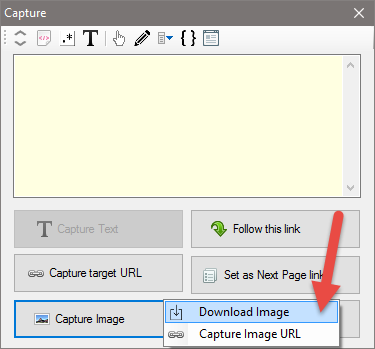 Capture
.*
T
{ }
T Capture Text
Follow this link
Capture target URL
Set as Next Page link
Capture Image
Download Image
Capture Image URL